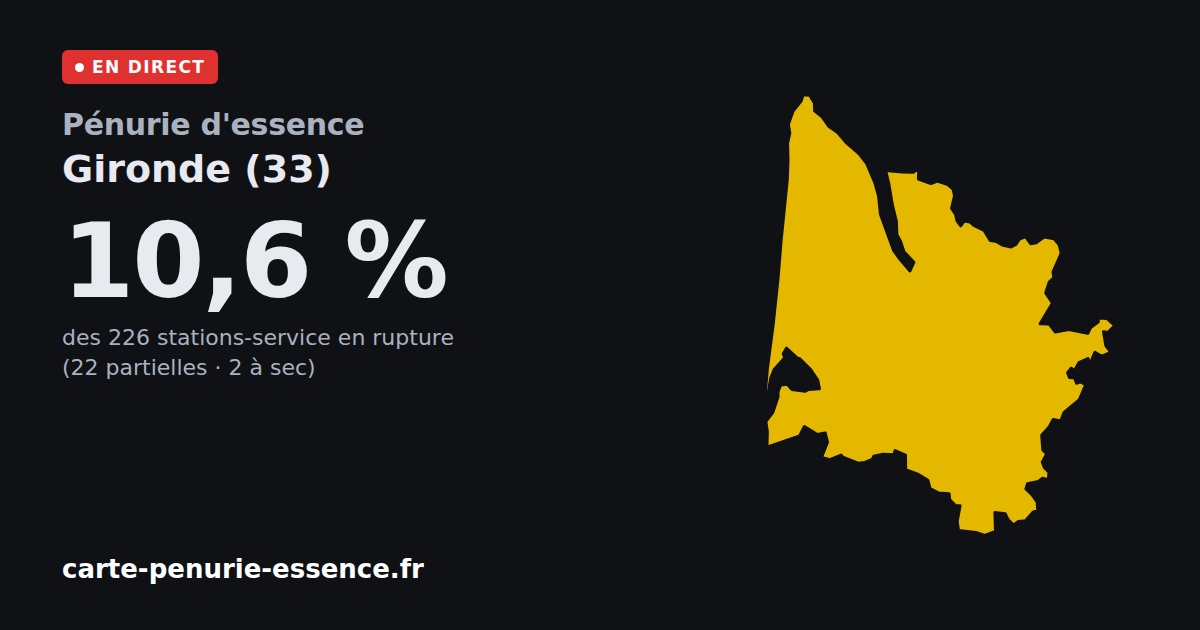 EN DIRECT
Pénurie d'essence
Gironde (33)
10,6 %
des 226 stations-service en rupture
(22 partielles · 2 à sec)
carte-penurie-essence.fr